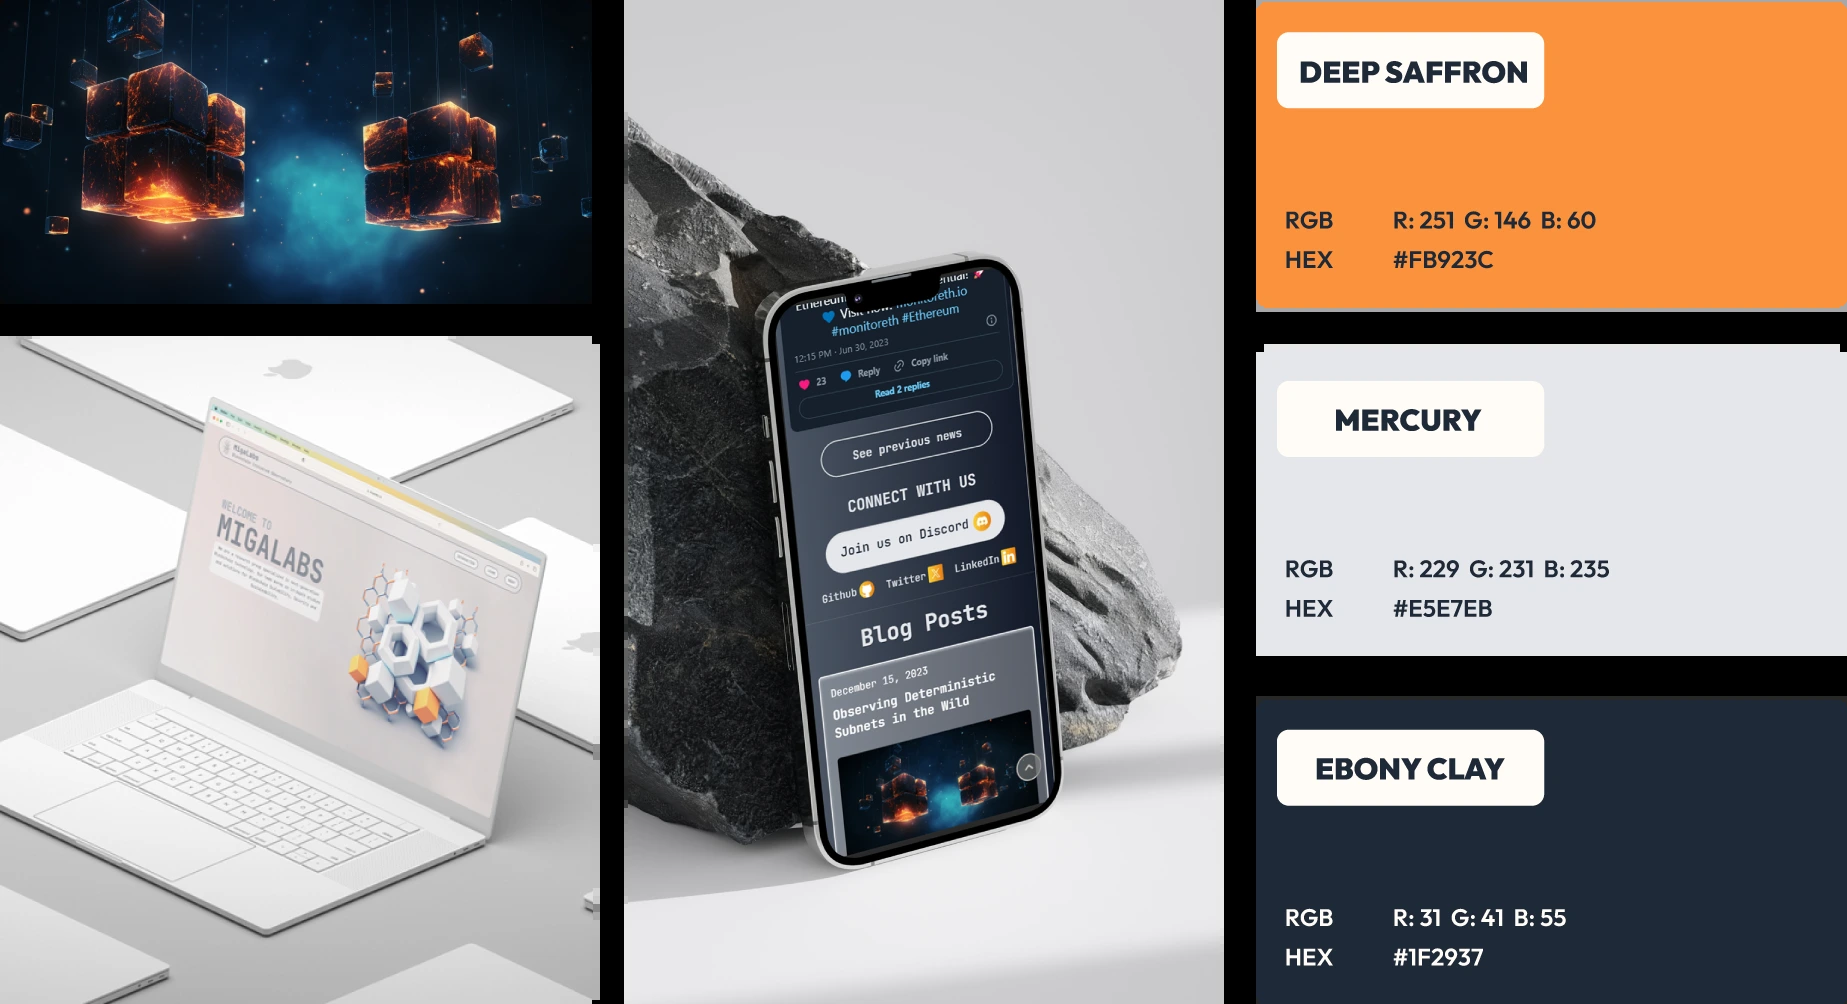 MigaLabs
WELCOME TO
MIGALABS
Ethereum
Visit now: monitoreth.io
#monitoreth #Ethereum
12:15 PM · Jun 30, 2023
23 Reply Copy link
Read 2 replies
See previous news
CONNECT WITH US
Join us on Discord
Github Twitter LinkedIn
Blog Posts
December 15, 2023
Observing Deterministic
Subnets in the Wild
DEEP SAFFRON
RGB R: 251 G: 146 B: 60
HEX #FB923C
MERCURY
RGB R: 229 G: 231 B: 235
HEX #E5E7EB
EBONY CLAY
RGB R: 31 G: 41 B: 55
HEX #1F2937